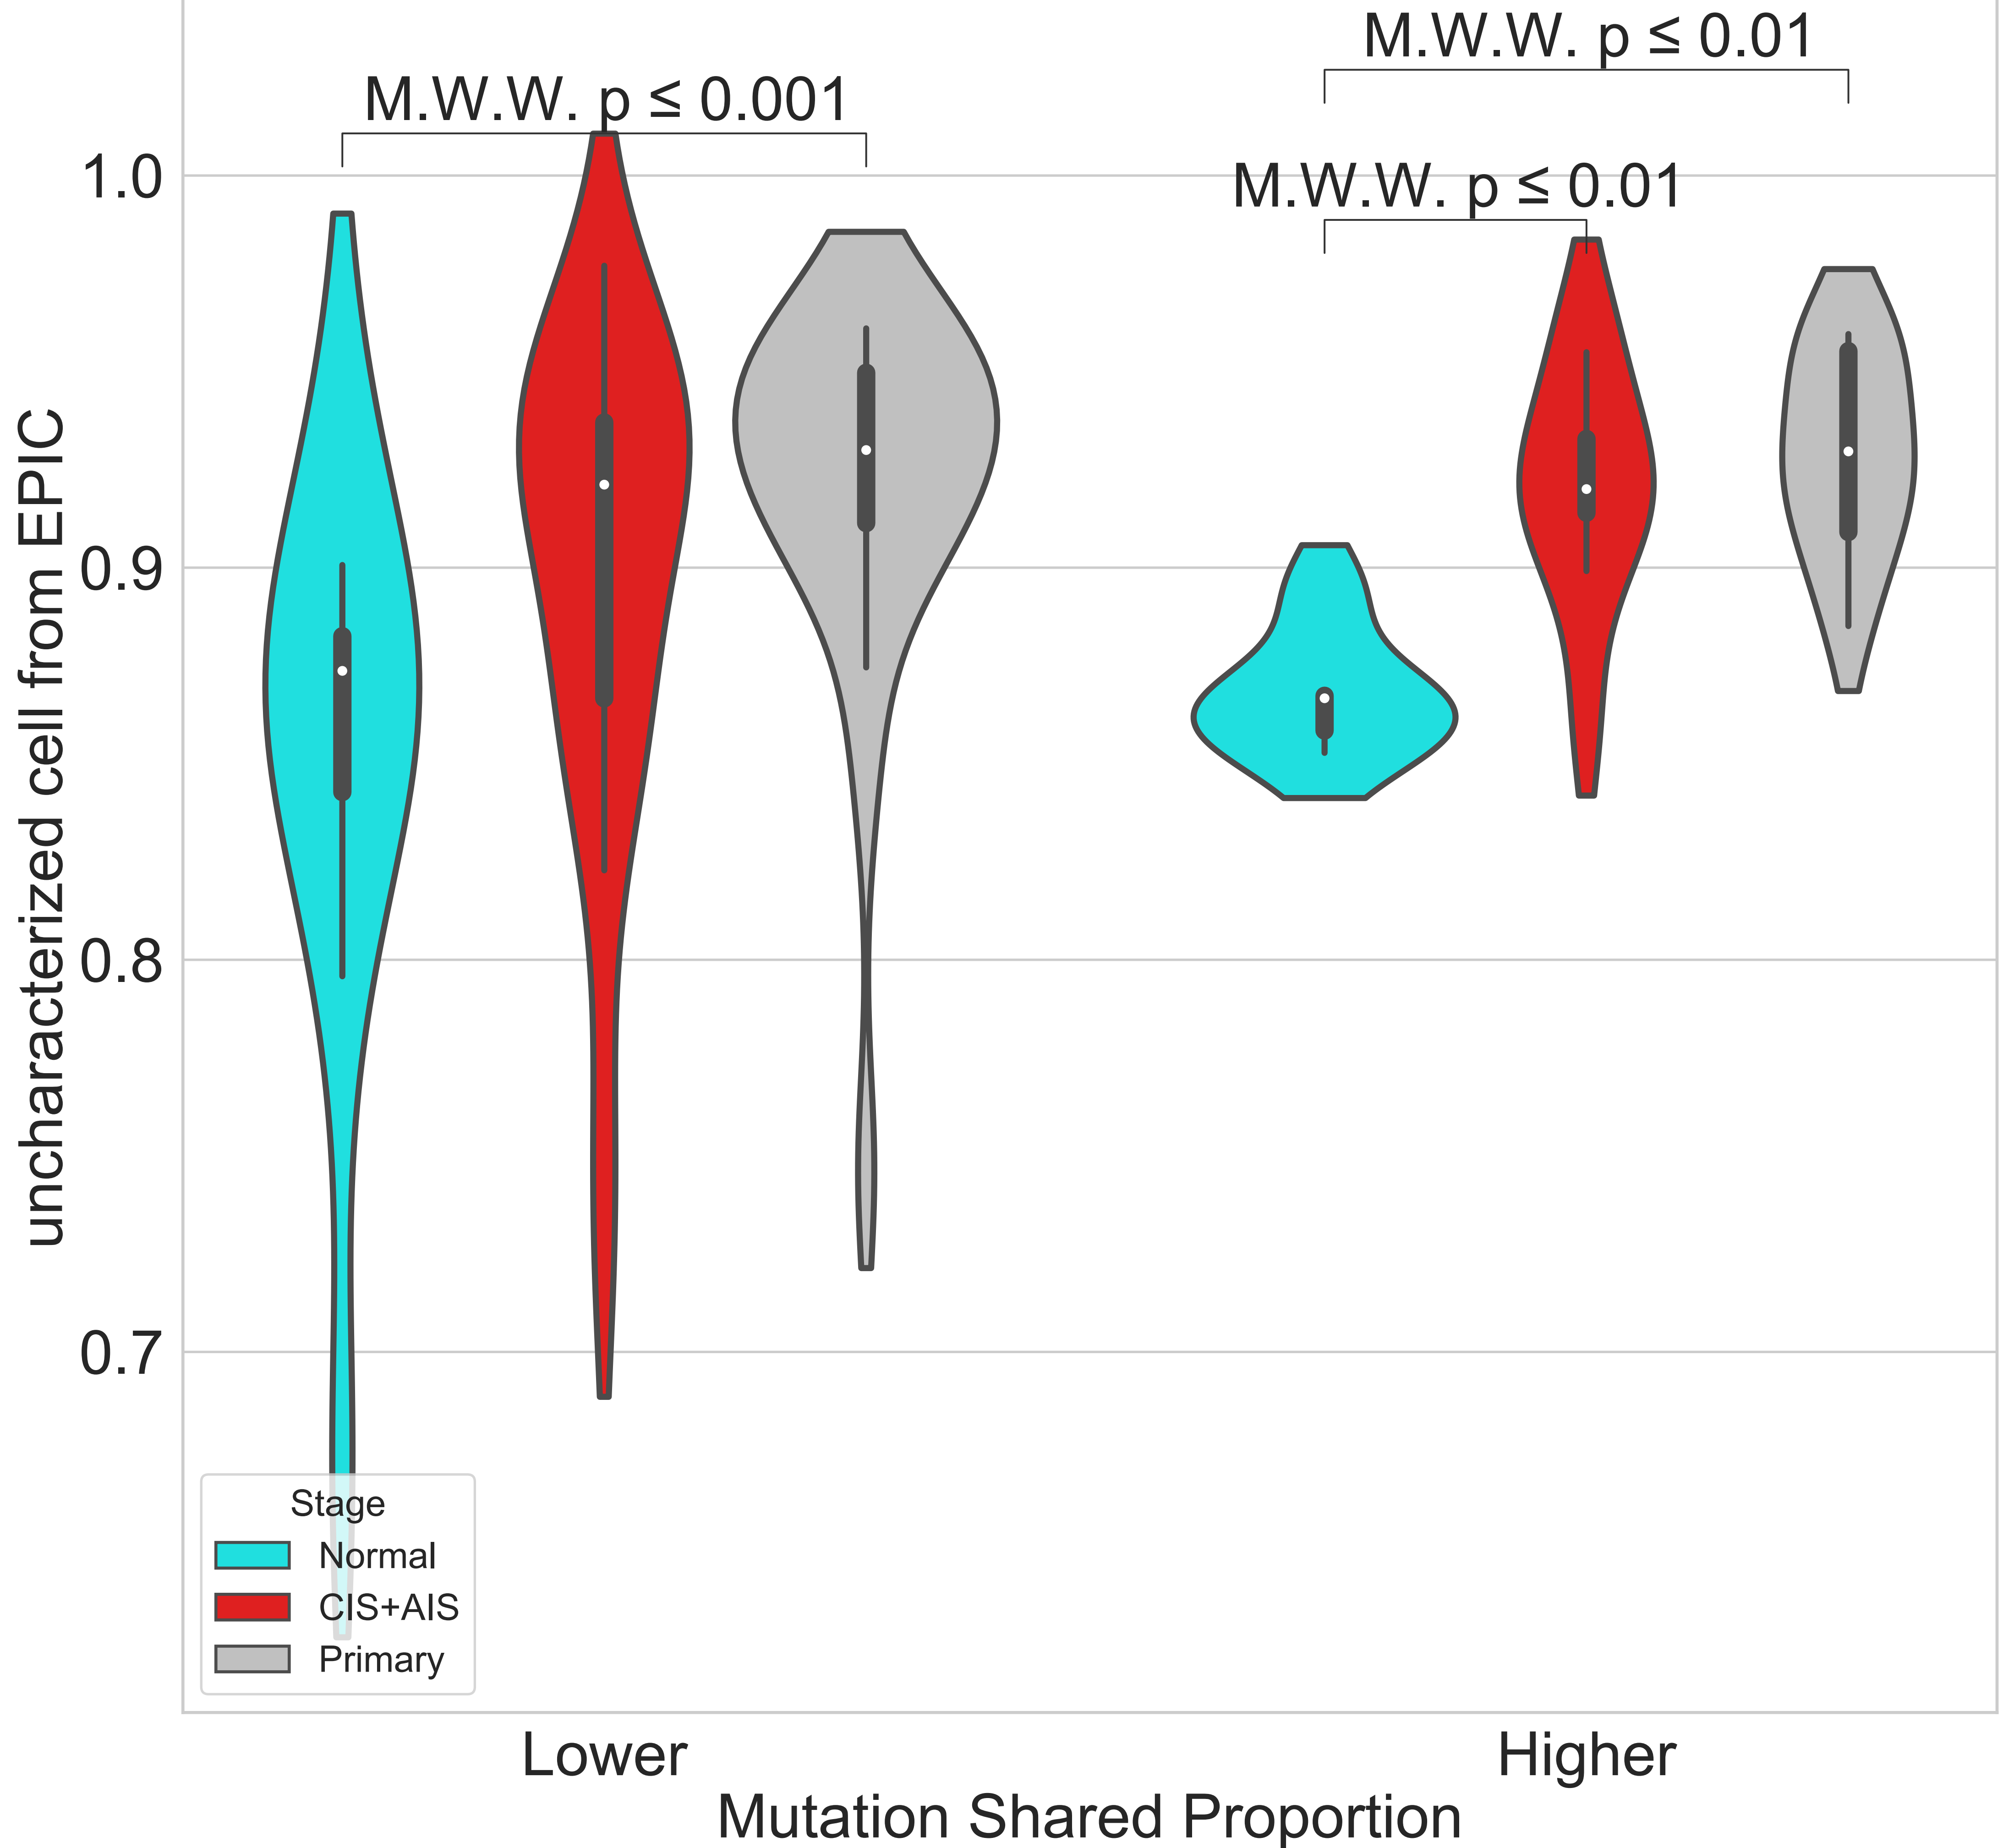 M.W.W. p ≤ 0.01
M.W.W. p ≤ 0.001
M.W.W. p ≤ 0.01
1.0
0.9
0.8
0.7
uncharacterized cell from EPIC
Stage
Normal
CIS+AIS
Primary
Lower
Higher
Mutation Shared Proportion